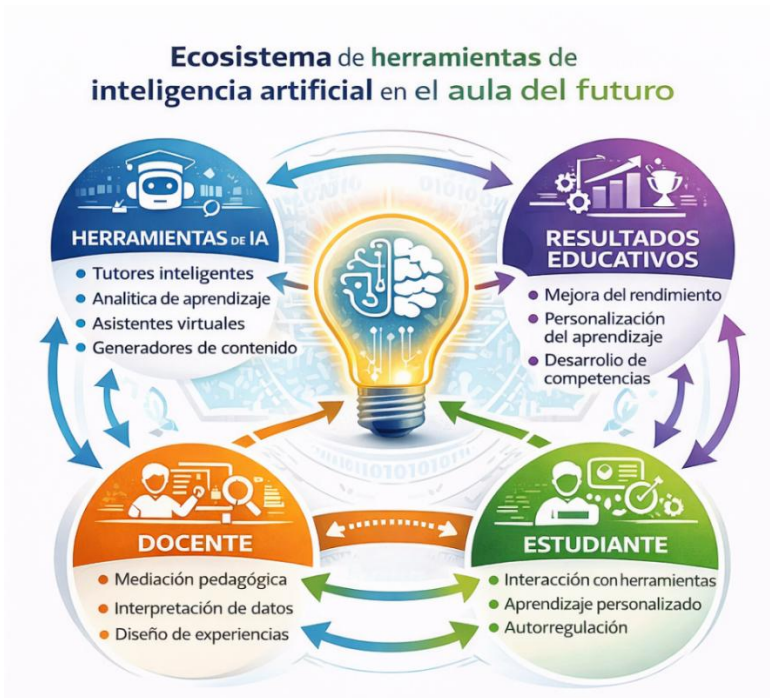 Ecosistema de herramientas de
inteligencia artificial en el aula del futuro
HERRAMIENTAS DE IA
Tutores inteligentes
Analitica de aprendizaje
Asistentes virtuales
Generadores de contenido
RESULTADOS
EDUCATIVOS
Mejora del rendimiento
Personalización
del aprendizaje
Desarrollo de
competencias
DOCENTE
Mediación pedagógica
Interpretación de datos
Diseño de experiencias
ESTUDIANTE
Interacción con herramientas
Aprendizaje personalizado
Autorregulación